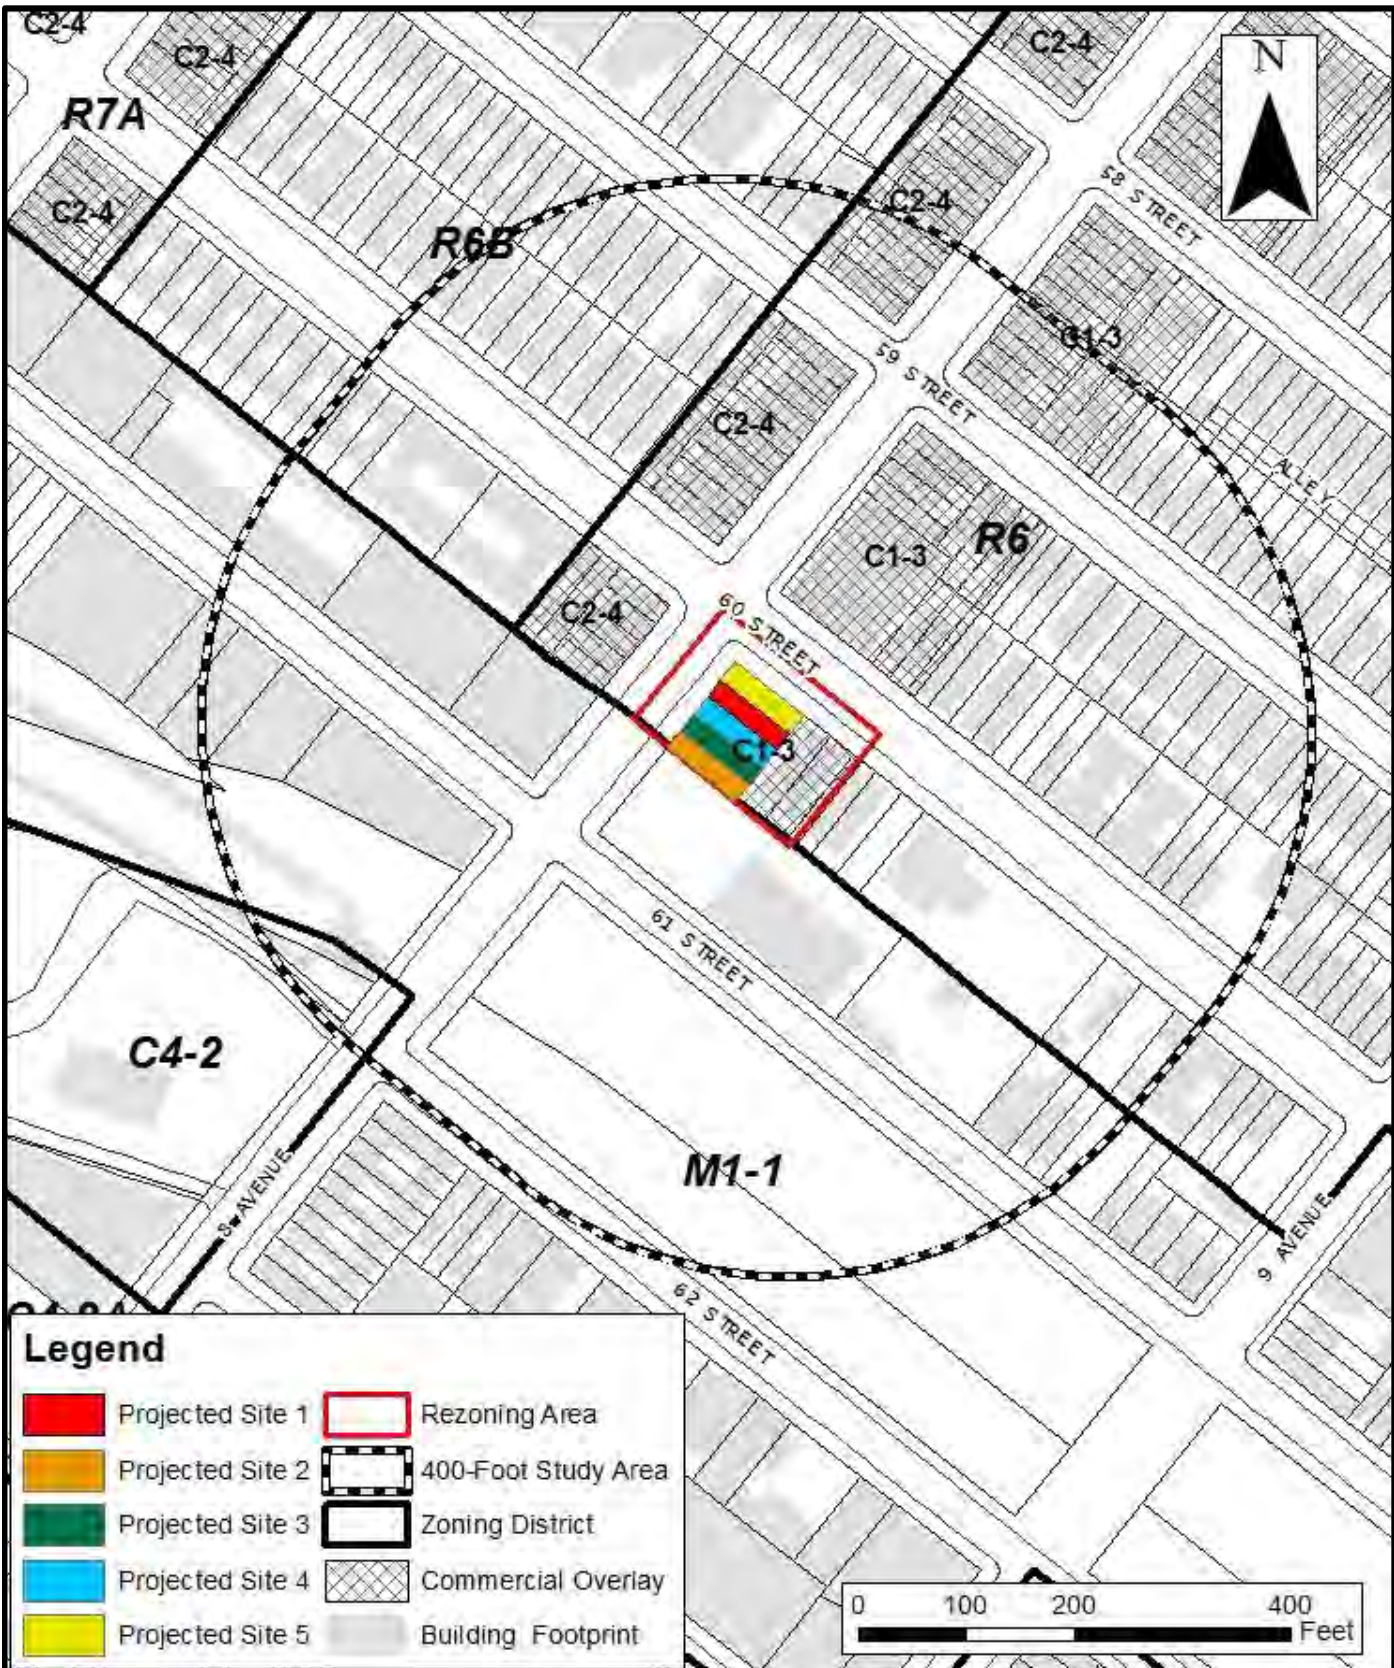 C2-4
C2-4
C2-4
N
R7A
58 STREET
C2-4
C2-4
R6B
C1-3
59 STREET
C2-4
ALLEY
R6
C1-3
C2-4
60 STREET
C1-3
61 STREET
C4-2
M1-1
8 AVENUE
9 AVENUE
62 STREET
Legend
Projected Site 1
Rezoning Area
Projected Site 2
400-Foot Study Area
Projected Site 3
Zoning District
Projected Site 4
Commercial Overlay
Projected Site 5
Building Footprint
0 100 200 400
Feet